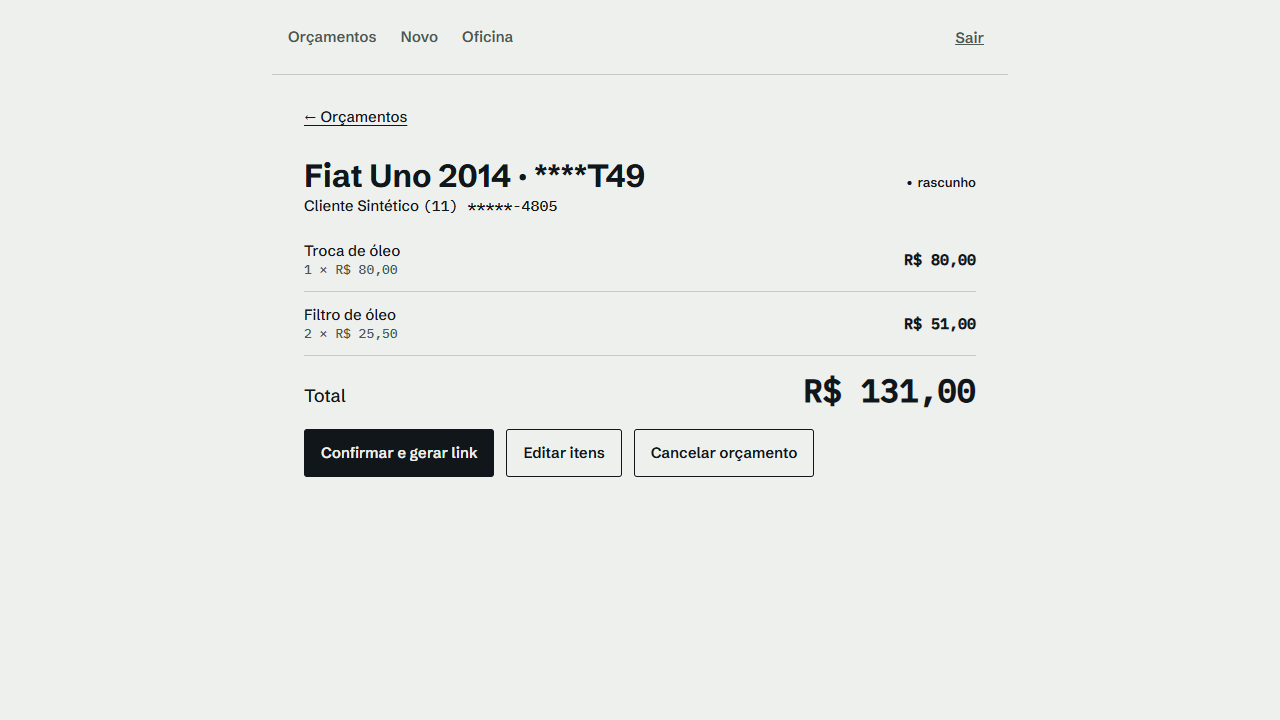 Orçamentos Novo Oficina Sair
← Orçamentos
Fiat Uno 2014 · ****T49 • rascunho
Cliente Sintético (11) *****-4805
Troca de óleo R$ 80,00
1 × R$ 80,00
Filtro de óleo R$ 51,00
2 × R$ 25,50
Total R$ 131,00
Confirmar e gerar link Editar itens Cancelar orçamento